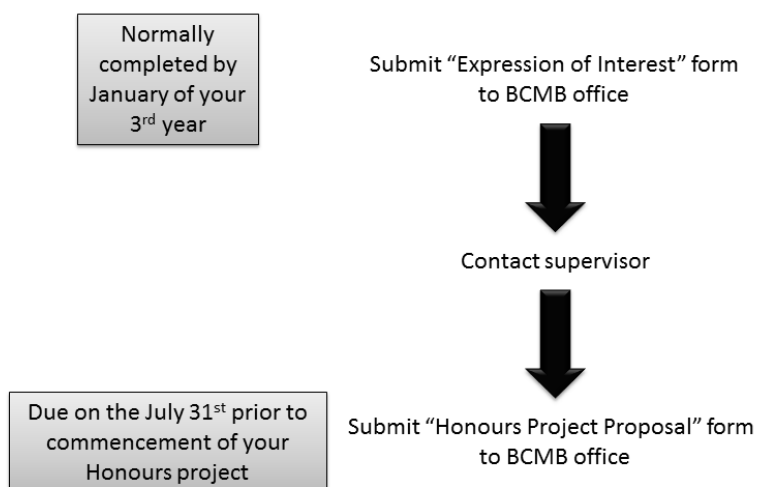 Normally
completed by
January of your
3rd year
Submit “Expression of Interest” form
to BCMB office
Contact supervisor
Due on the July 31st prior to
commencement of your
Honours project
Submit “Honours Project Proposal” form
to BCMB office